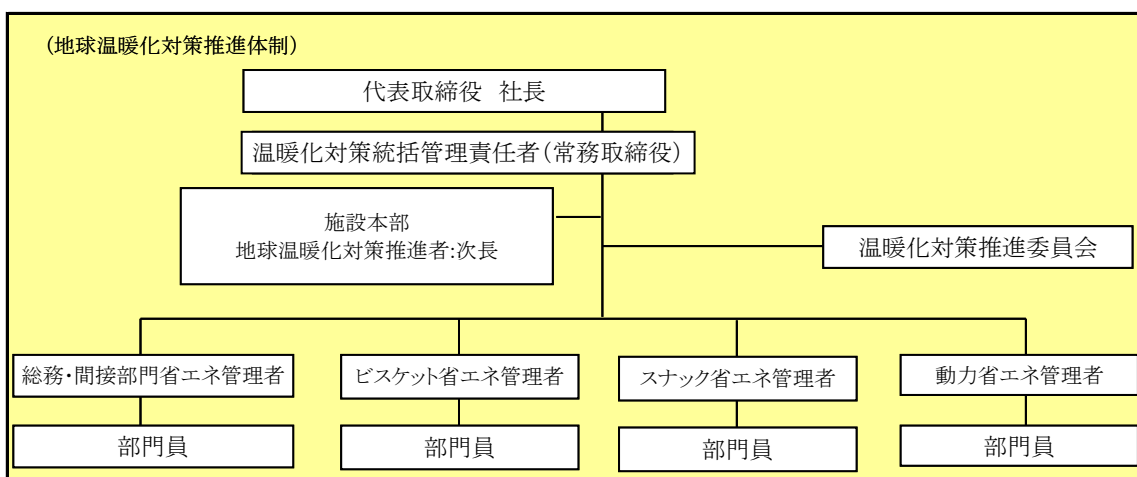 (地球温暖化対策推進体制)
代表取締役 社長
温暖化対策統括管理責任者(常務取締役)
施設本部
地球温暖化対策推進者:次長
温暖化対策推進委員会
総務・間接部門省エネ管理者
ビスケット省エネ管理者
スナック省エネ管理者
動力省エネ管理者
部門員
部門員
部門員
部門員